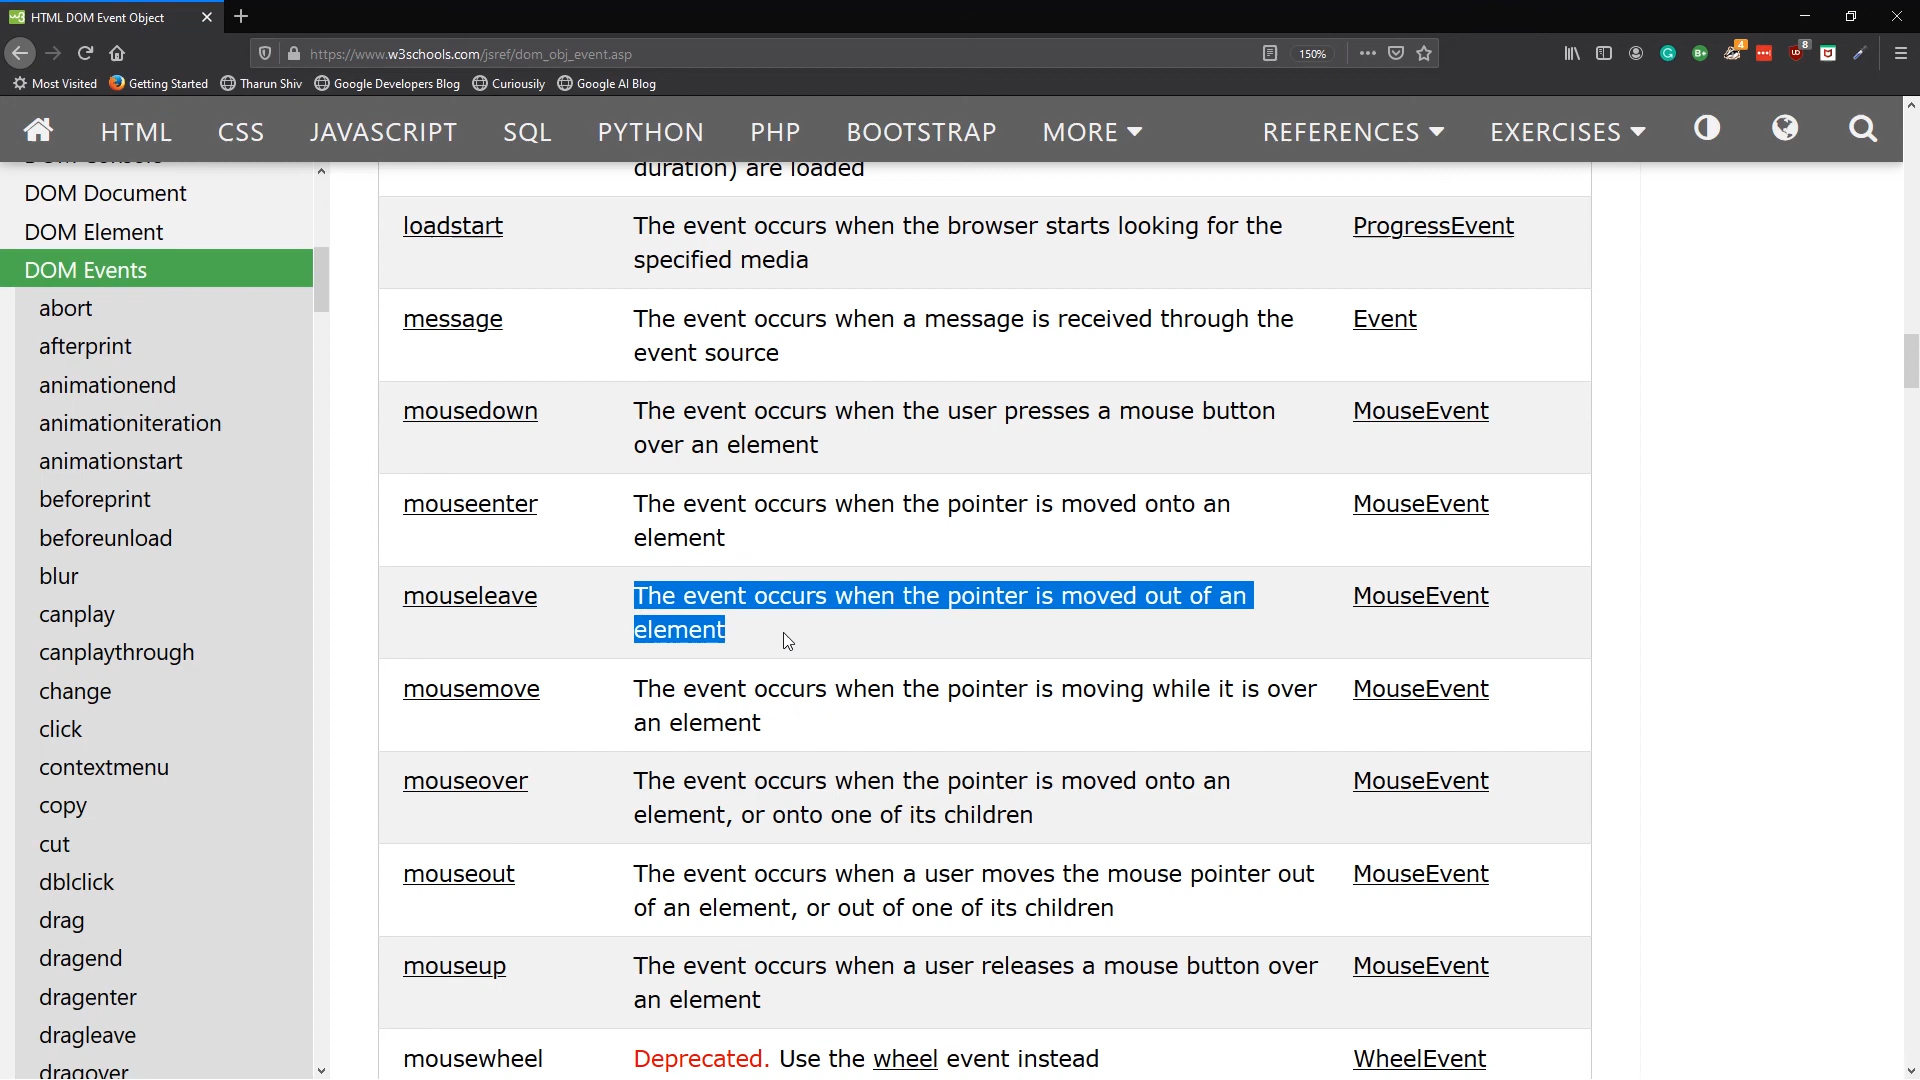 HTML DOM Event Object
https://www.w3schools.com/jsref/dom_obj_event.asp
150%
4
8
Most Visited
Getting Started
Tharun Shiv
Google Developers Blog
Curiously
Google AI Blog
HTML
CSS
JAVASCRIPT
SQL
PYTHON
PHP
BOOTSTRAP
MORE
REFERENCES
EXERCISES
DOM Document
DOM Element
DOM Events
abort
afterprint
animationend
animationiteration
animationstart
beforeprint
beforeunload
blur
canplay
canplaythrough
change
click
contextmenu
copy
cut
dblclick
drag
dragend
dragenter
dragleave
dragover
duration) are loaded
loadstart
The event occurs when the browser starts looking for the
specified media
ProgressEvent
message
The event occurs when a message is received through the
event source
Event
mousedown
The event occurs when the user presses a mouse button
over an element
MouseEvent
mouseenter
The event occurs when the pointer is moved onto an
element
MouseEvent
mouseleave
The event occurs when the pointer is moved out of an
element
MouseEvent
mousemove
The event occurs when the pointer is moving while it is over
an element
MouseEvent
mouseover
The event occurs when the pointer is moved onto an
element, or onto one of its children
MouseEvent
mouseout
The event occurs when a user moves the mouse pointer out
of an element, or out of one of its children
MouseEvent
mouseup
The event occurs when a user releases a mouse button over
an element
MouseEvent
mousewheel
Deprecated. Use the wheel event instead
WheelEvent